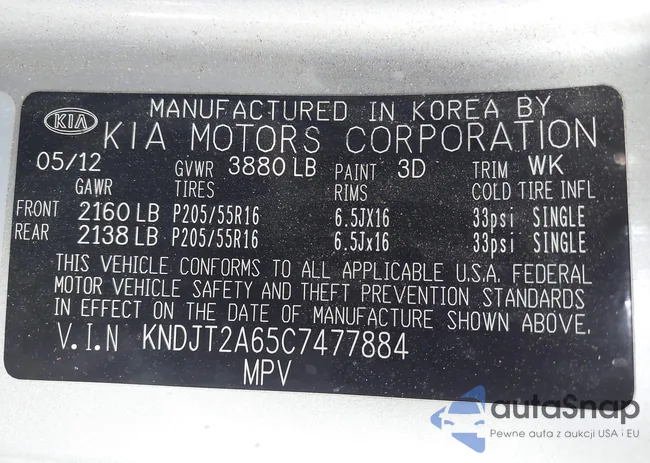 KIA
MANUFACTURED IN KOREA BY
KIA MOTORS CORPORATION
05/12 GVWR 3880 LB PAINT 3D TRIM WK
GAWR TIRES RIMS COLD TIRE INFL
FRONT 2160 LB P205/55R16 6.5JX16 33psi SINGLE
REAR 2138 LB P205/55R16 6.5Jx16 33psi SINGLE
THIS VEHICLE CONFORMS TO ALL APPLICABLE U.S.A. FEDERAL
MOTOR VEHICLE SAFETY AND THEFT PREVENTION STANDARDS
IN EFFECT ON THE DATE OF MANUFACTURE SHOWN ABOVE.
V.I.N KNDJT2A65C7477884
MPV
autaSnap
Pewne auta z aukcji USA i EU